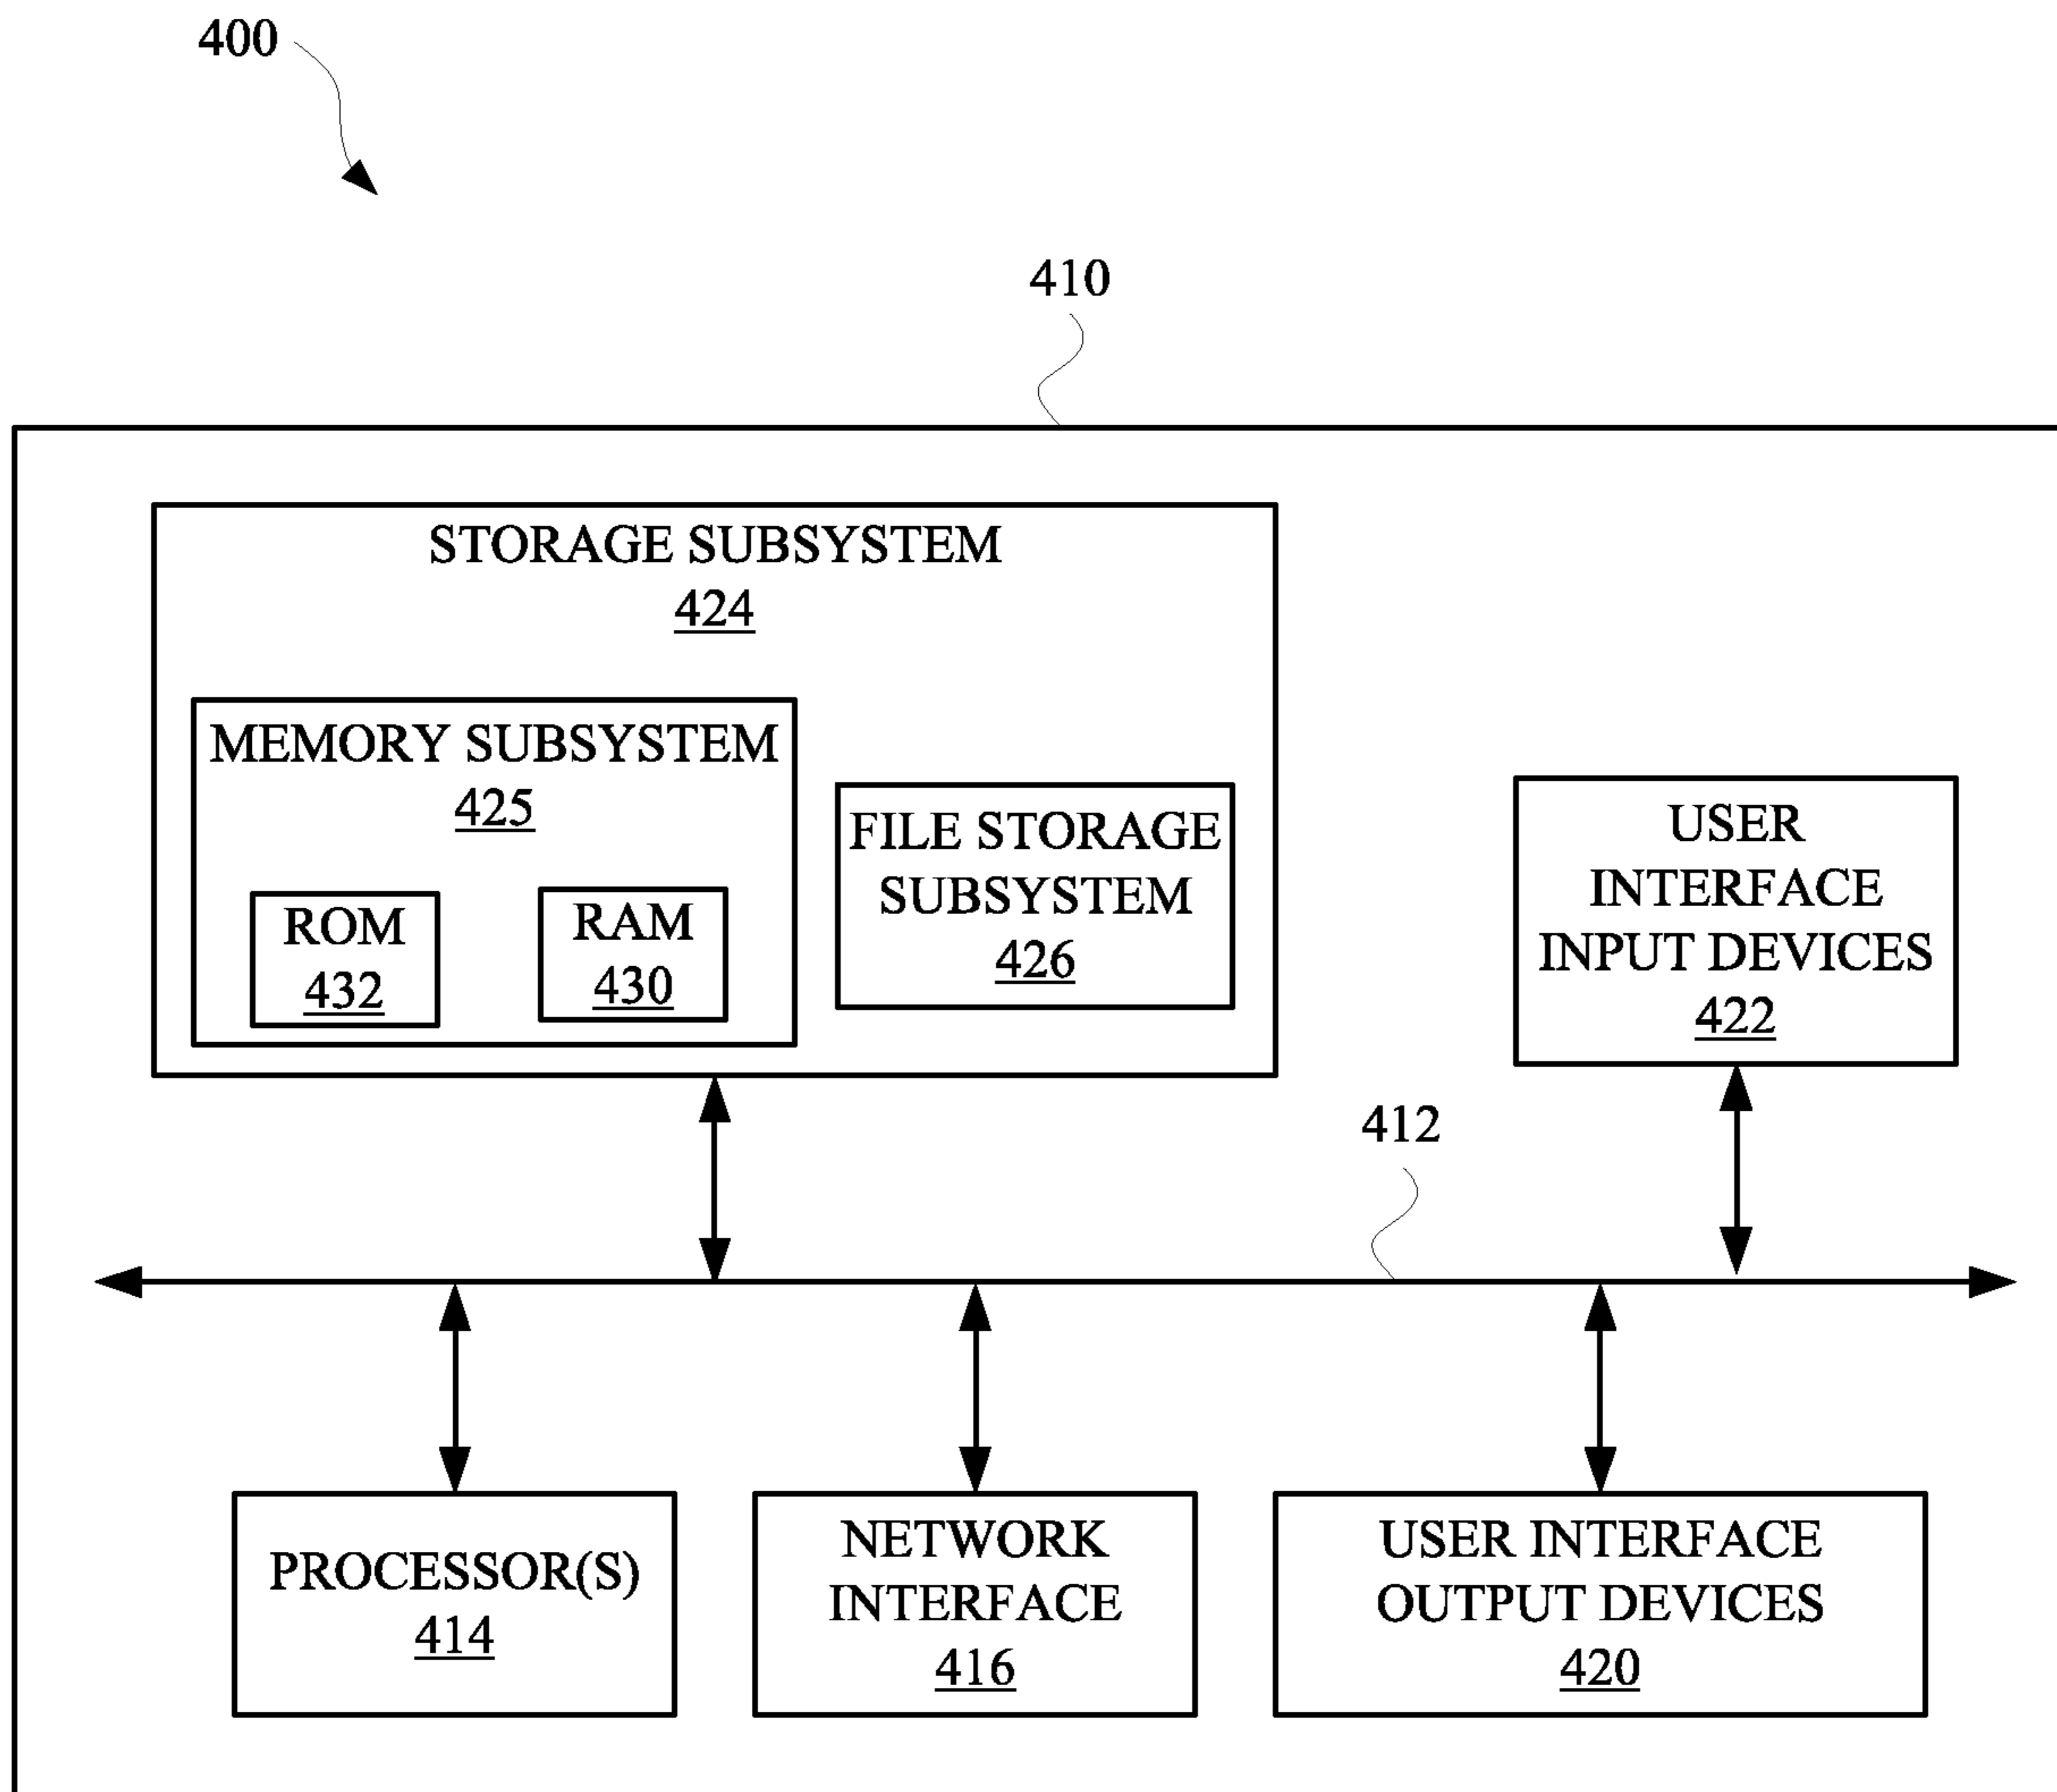 400
410
STORAGE SUBSYSTEM
424
MEMORY SUBSYSTEM
425
ROM
432
RAM
430
FILE STORAGE
SUBSYSTEM
426
USER
INTERFACE
INPUT DEVICES
422
412
PROCESSOR(S)
414
NETWORK
INTERFACE
416
USER INTERFACE
OUTPUT DEVICES
420